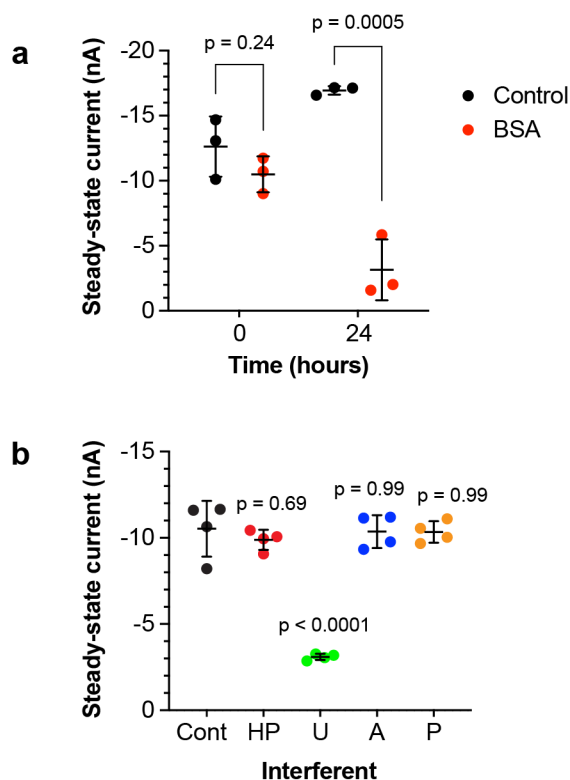 a
p = 0.24
p = 0.0005
Steady-state current (nA)
-20
-15
-10
-5
0
0
24
Time (hours)
Control
BSA
b
Steady-state current (nA)
-15
-10
-5
0
p = 0.69
p < 0.0001
p = 0.99
p = 0.99
Cont HP U A P
Interferent